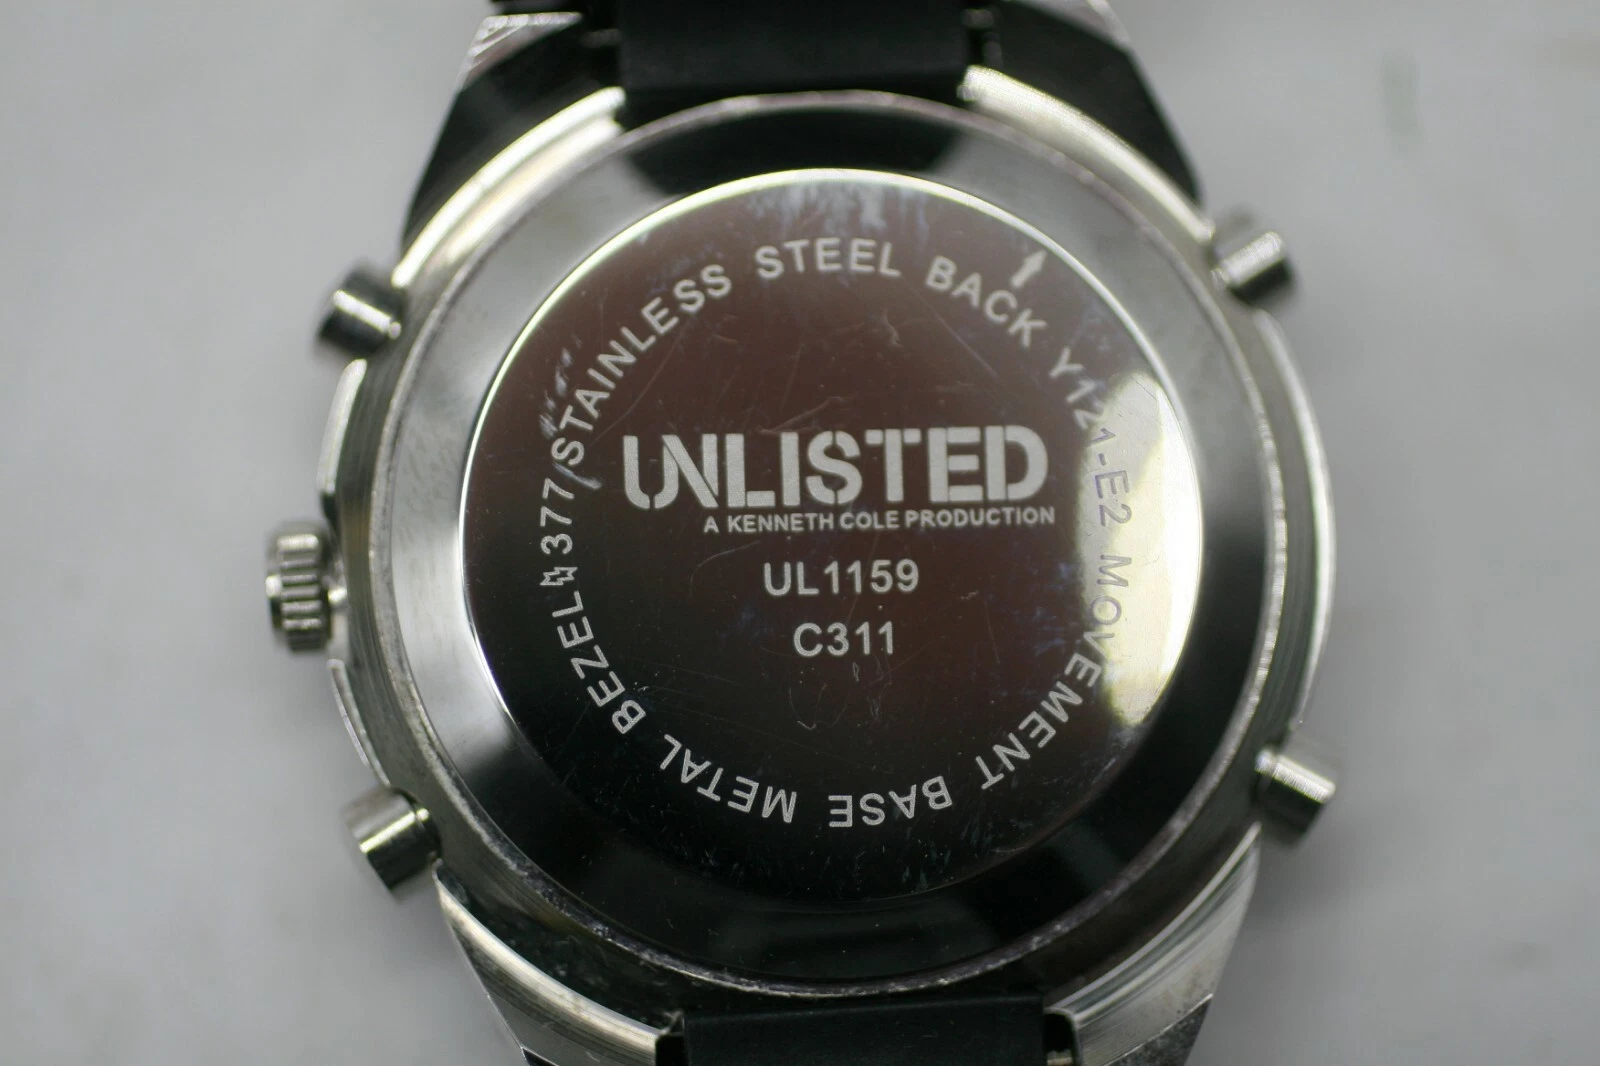 UNLISTED
A KENNETH COLE PRODUCTION
UL1159
C311
STAINLESS STEEL BACK Y121-E2 MOVEMENT BASE METAL BEZEL 377